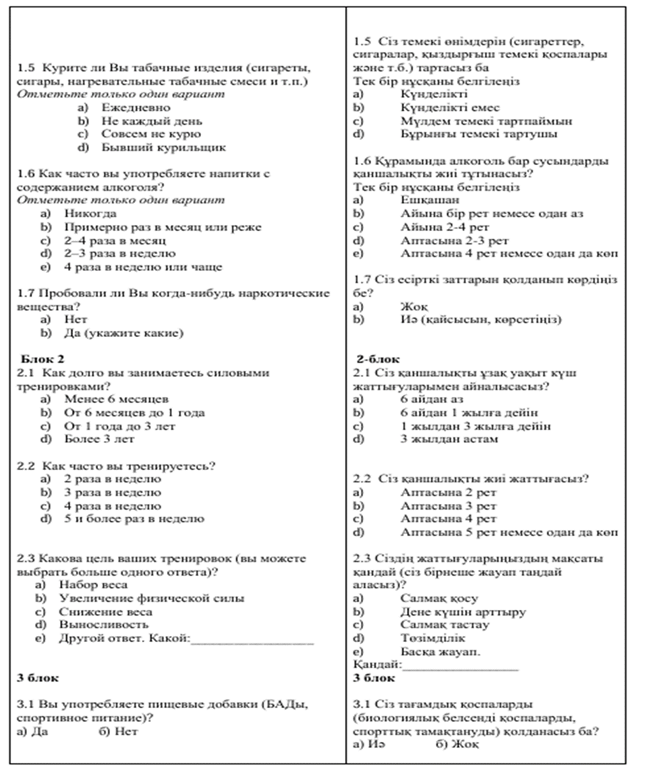 1.5 Курите ли Вы табачные изделия (сигареты,
сигары, нагревательные табачные смеси и т.п.)
Отметьте только один вариант
a) Ежедневно
b) Не каждый день
c) Совсем не курю
d) Бывший курильщик
1.6 Как часто вы употребляете напитки с
содержанием алкоголя?
Отметьте только один вариант
a) Никогда
b) Примерно раз в месяц или реже
c) 2–4 раза в месяц
d) 2–3 раза в неделю
e) 4 раза в неделю или чаще
1.7 Пробовали ли Вы когда-нибудь наркотические
вещества?
a) Нет
b) Да (укажите какие)
Блок 2
2.1 Как долго вы занимаетесь силовыми
тренировками?
a) Менее 6 месяцев
b) От 6 месяцев до 1 года
c) От 1 года до 3 лет
d) Более 3 лет
2.2 Как часто вы тренируетесь?
a) 2 раза в неделю
b) 3 раза в неделю
c) 4 раза в неделю
d) 5 и более раз в неделю
2.3 Какова цель ваших тренировок (вы можете
выбрать больше одного ответа)?
a) Набор веса
b) Увеличение физической силы
c) Снижение веса
d) Выносливость
e) Другой ответ. Какой:___________________
3 блок
3.1 Вы употребляете пищевые добавки (БАДы,
спортивное питание)?
а) Да б) Нет
1.5 Сіз темекі өнімдерін (сигареттер,
сигаралар, қыздырғыш темекі қоспалары
және т.б.) тартасыз ба
Тек бір нұсқаны белгілеңіз
a) Күнделікті
b) Күнделікті емес
c) Мүлдем темекі тартпаймын
d) Бұрынғы темекі тартушы
1.6 Құрамында алкоголь бар сусындарды
қаншалықты жиі тұтынасыз?
Тек бір нұсқаны белгілеңіз
a) Ешқашан
b) Айына бір рет немесе одан аз
c) Айына 2-4 рет
d) Аптасына 2-3 рет
e) Аптасына 4 рет немесе одан да көп
1.7 Сіз есірткі заттарын қолданып көрдіңіз
бе?
a) Жоқ
b) Иә (қайсысын, көрсетіңіз)
2-блок
2.1 Сіз қаншалықты ұзақ уақыт күш
жаттығуларымен айналысасыз?
a) 6 айдан аз
b) 6 айдан 1 жылға дейін
c) 1 жылдан 3 жылға дейін
d) 3 жылдан астам
2.2 Сіз қаншалықты жиі жаттығасыз?
a) Аптасына 2 рет
b) Аптасына 3 рет
c) Аптасына 4 рет
d) Аптасына 5 рет немесе одан да көп
2.3 Сіздің жаттығуларыңыздың мақсаты
қандай (сіз бірнеше жауап таңдай
аласыз)?
a) Салмақ қосу
b) Дене күшін арттыру
c) Салмақ тастау
d) Төзімділік
e) Басқа жауап.
Қандай:__________________
3 блок
3.1 Сіз тағамдық қоспаларды
(биологиялық белсенді қоспаларды,
спорттық тамақтануды) қолданасыз ба?
а) Иә б) Жоқ